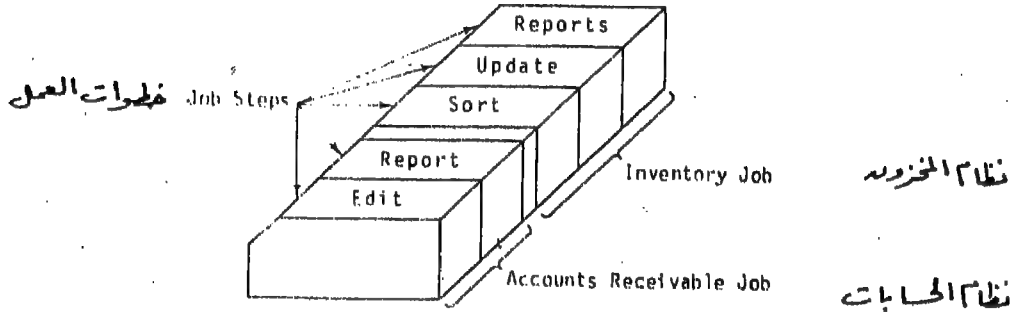 Reports
Update
خطوات العمل Job Steps
Sort
Report
Inventory Job
نظام المخزون
Edit
Accounts Receivable Job
نظام الحسابات